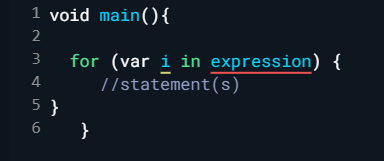 1 void main(){
2
3   for (var i in expression) {
4      //statement(s)
5 }
6    }